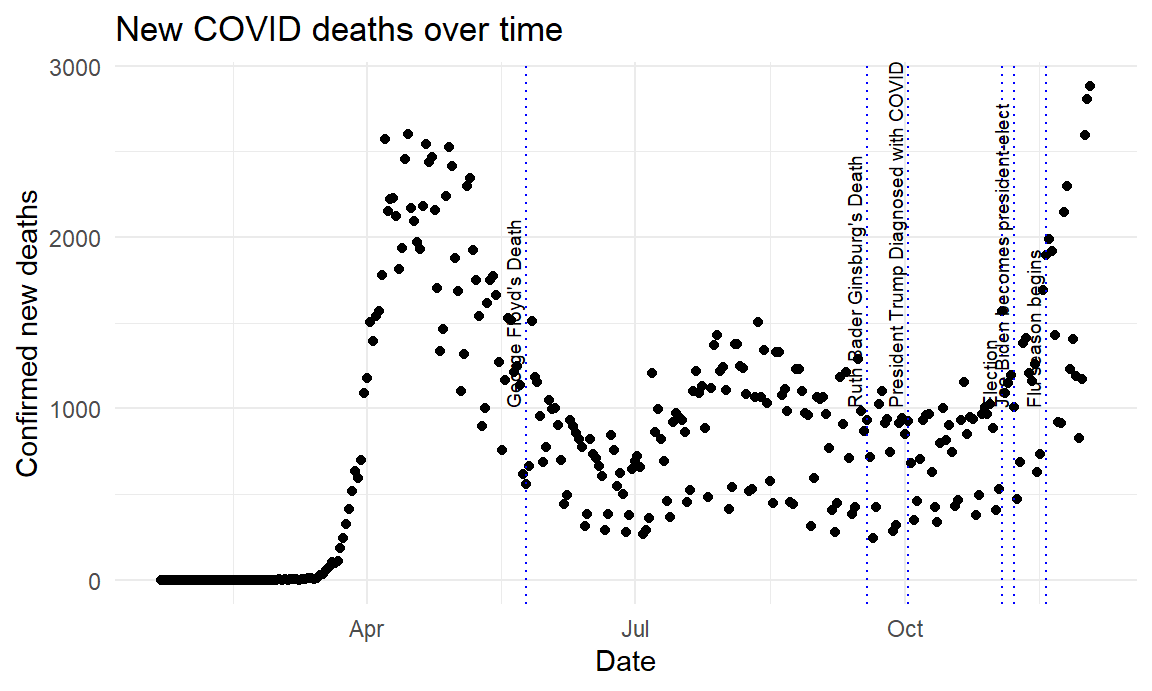 New COVID deaths over time
Confirmed new deaths
3000
2000
1000
0
George Floyd's Death
Ruth Bader Ginsburg's Death
President Trump Diagnosed with COVID
Election
Joe Biden becomes president-elect
Flu season begins
Apr
Jul
Oct
Date